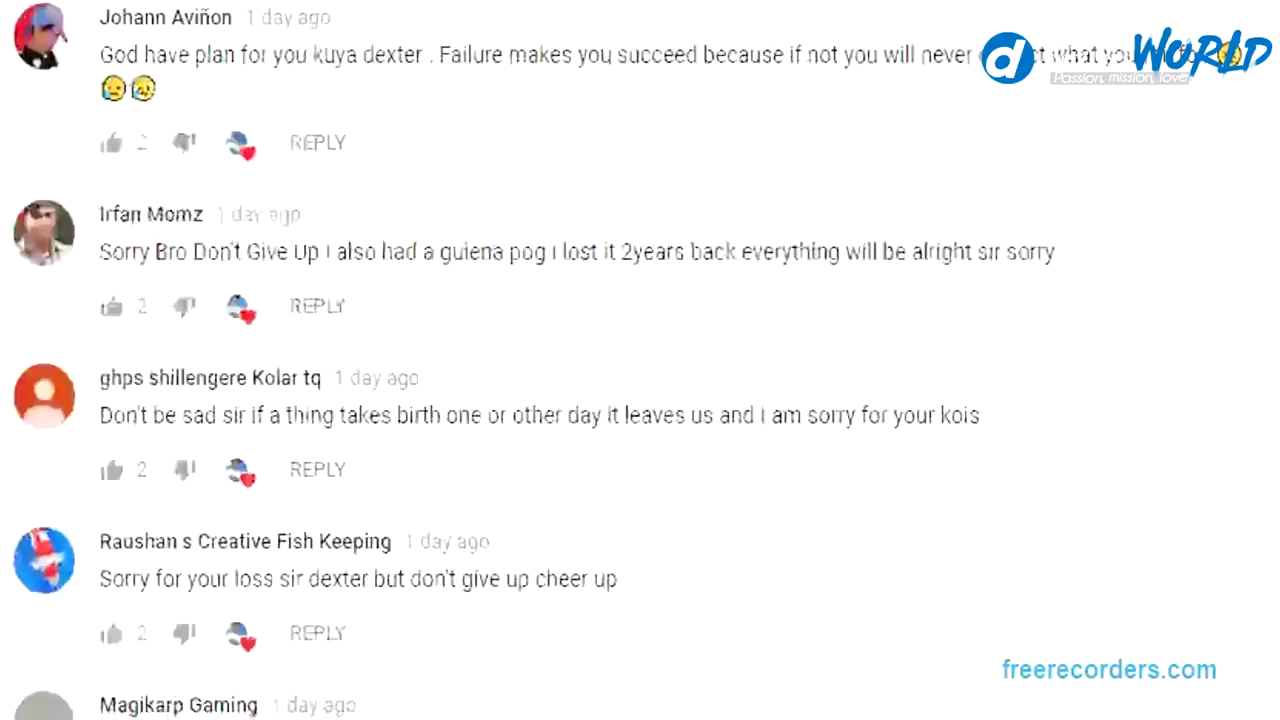 Johann Aviñon 1 day ago
God have plan for you kuya dexter . Failure makes you succeed because if not you will never what
2 REPLY
Irfan Momz 1 day ago
Sorry Bro Don't Give Up i also had a guiena pog i lost it 2years back everything will be alright sir sorry
2 REPLY
ghps shillengere Kolar tq 1 day ago
Don't be sad sir if a thing takes birth one or other day it leaves us and I am sorry for your kois
2 REPLY
Raushan s Creative Fish Keeping 1 day ago
Sorry for your loss sir dexter but don't give up cheer up
2 REPLY
Magikarp Gaming 1 day ago
d WORLD
Passion, mission, love
freerecorders.com